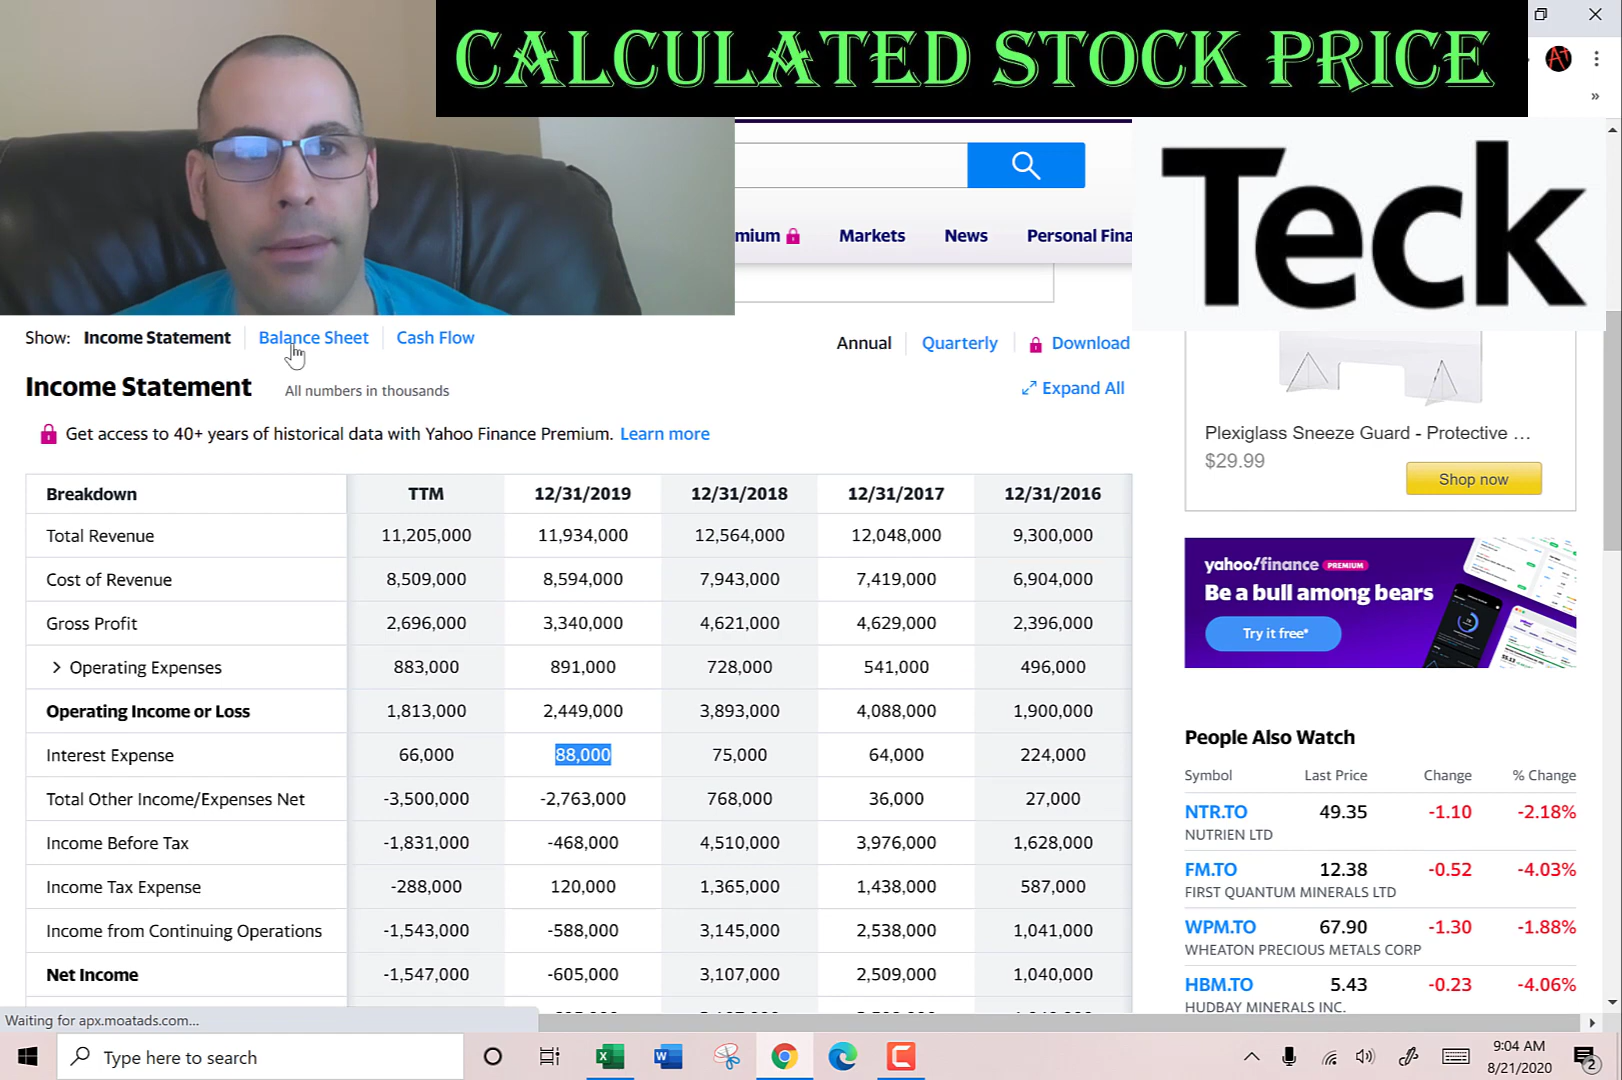 CALCULATED STOCK PRICE
A
»
Teck
mium Markets News Personal Fina
Show: Income Statement Balance Sheet Cash Flow
Annual Quarterly Download
Income Statement All numbers in thousands
Expand All
Get access to 40+ years of historical data with Yahoo Finance Premium. Learn more
Breakdown TTM 12/31/2019 12/31/2018 12/31/2017 12/31/2016
Total Revenue 11,205,000 11,934,000 12,564,000 12,048,000 9,300,000
Cost of Revenue 8,509,000 8,594,000 7,943,000 7,419,000 6,904,000
Gross Profit 2,696,000 3,340,000 4,621,000 4,629,000 2,396,000
> Operating Expenses 883,000 891,000 728,000 541,000 496,000
Operating Income or Loss 1,813,000 2,449,000 3,893,000 4,088,000 1,900,000
Interest Expense 66,000 88,000 75,000 64,000 224,000
Total Other Income/Expenses Net -3,500,000 -2,763,000 768,000 36,000 27,000
Income Before Tax -1,831,000 -468,000 4,510,000 3,976,000 1,628,000
Income Tax Expense -288,000 120,000 1,365,000 1,438,000 587,000
Income from Continuing Operations -1,543,000 -588,000 3,145,000 2,538,000 1,041,000
Net Income -1,547,000 -605,000 3,107,000 2,509,000 1,040,000
Plexiglass Sneeze Guard - Protective ...
$29.99
Shop now
yahoo!finance PREMIUM
Be a bull among bears
Try it free*
People Also Watch
Symbol Last Price Change % Change
NTR.TO 49.35 -1.10 -2.18%
NUTRIEN LTD
FM.TO 12.38 -0.52 -4.03%
FIRST QUANTUM MINERALS LTD
WPM.TO 67.90 -1.30 -1.88%
WHEATON PRECIOUS METALS CORP
HBM.TO 5.43 -0.23 -4.06%
HUDBAY MINERALS INC.
Waiting for apx.moatads.com...
Type here to search
9:04 AM
8/21/2020
2